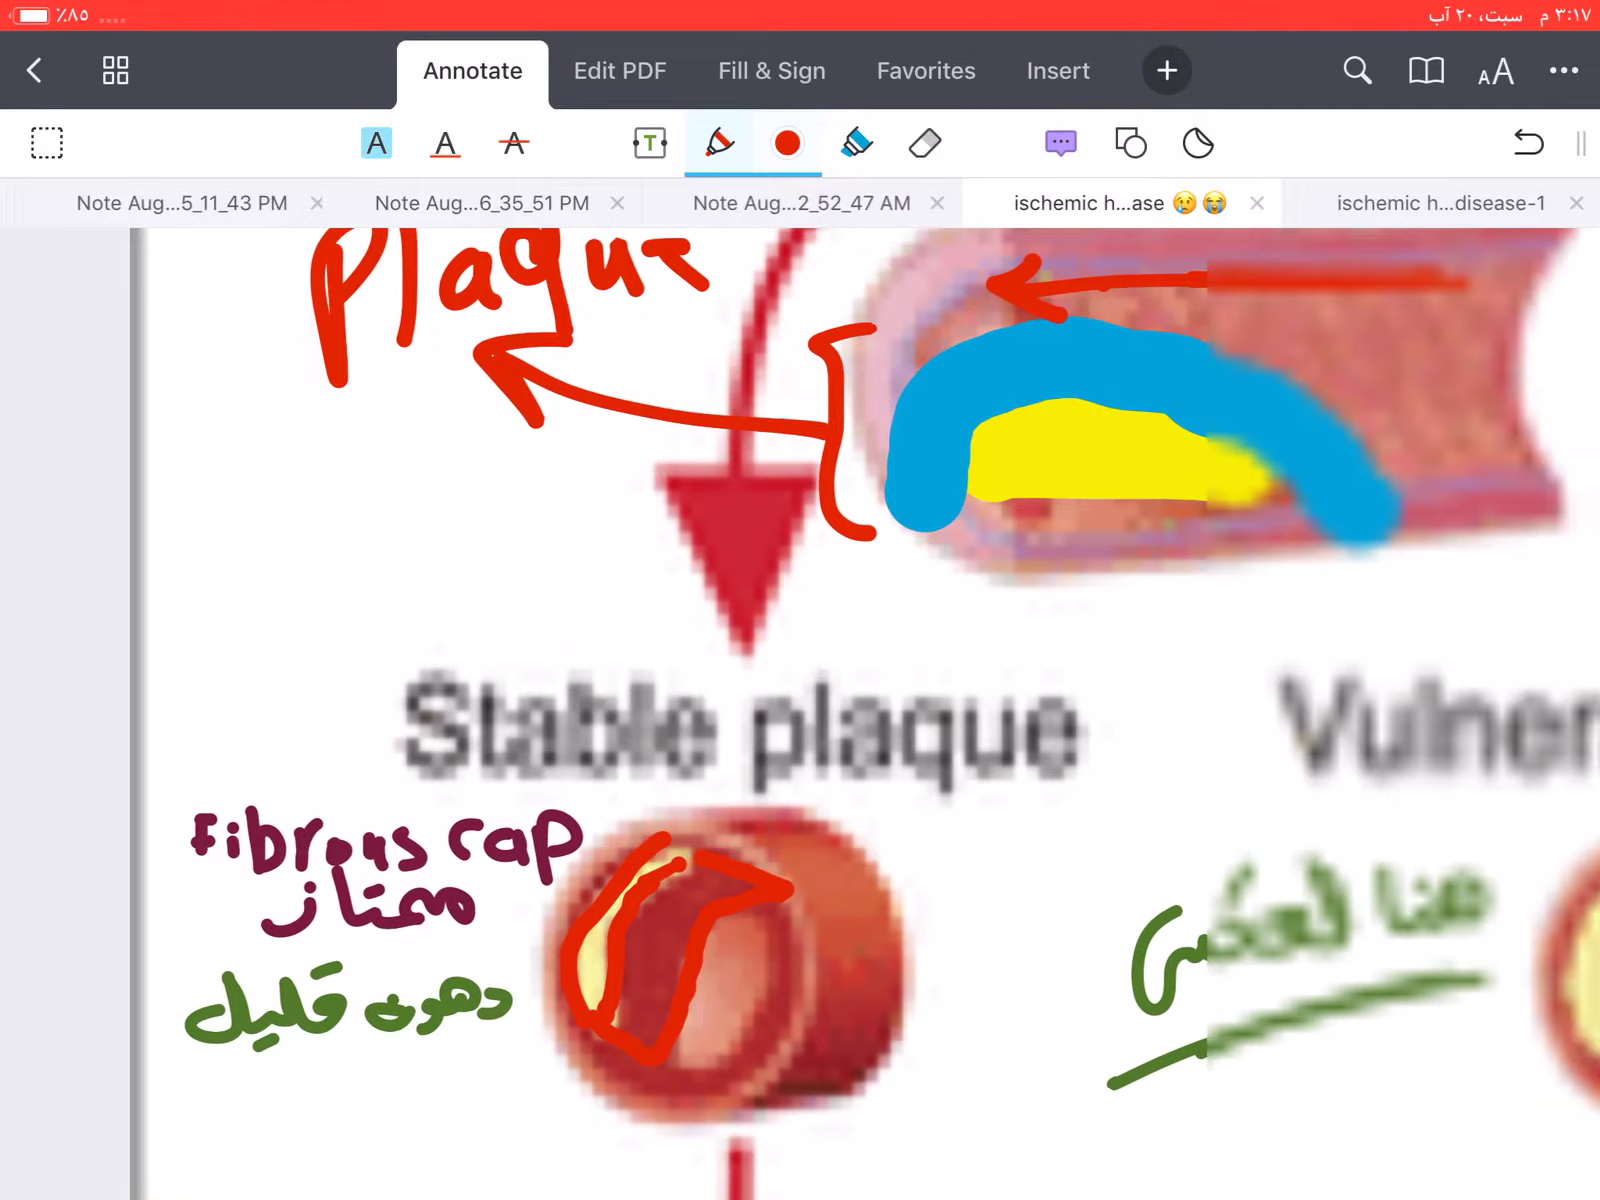 ٪٨٥ سبت، ٢٠ آب ٣:١٧ م
Annotate Edit PDF Fill & Sign Favorites Insert
A A A T AA
Note Aug...5_11_43 PM Note Aug...6_35_51 PM Note Aug...2_52_47 AM ischemic h...ase 😢 😭 ischemic h...disease-1
Plaque
Stable plaque Vulner
Fibrous cap
ممتاز
هنا العكس
دهون قليل